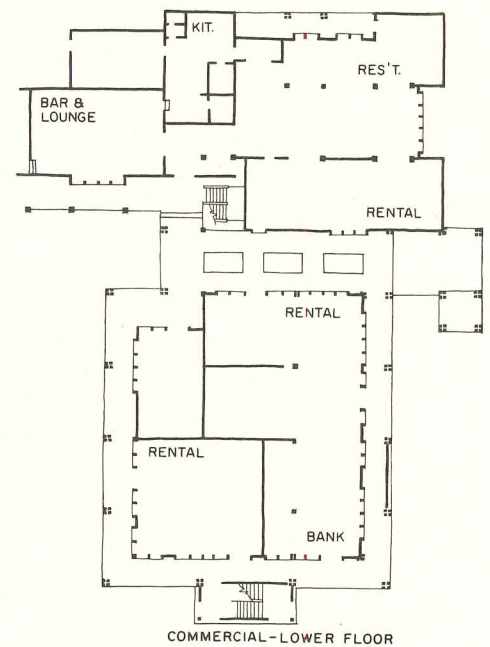 KIT.
RES'T.
BAR &
LOUNGE
RENTAL
RENTAL
RENTAL
BANK
COMMERCIAL-LOWER FLOOR